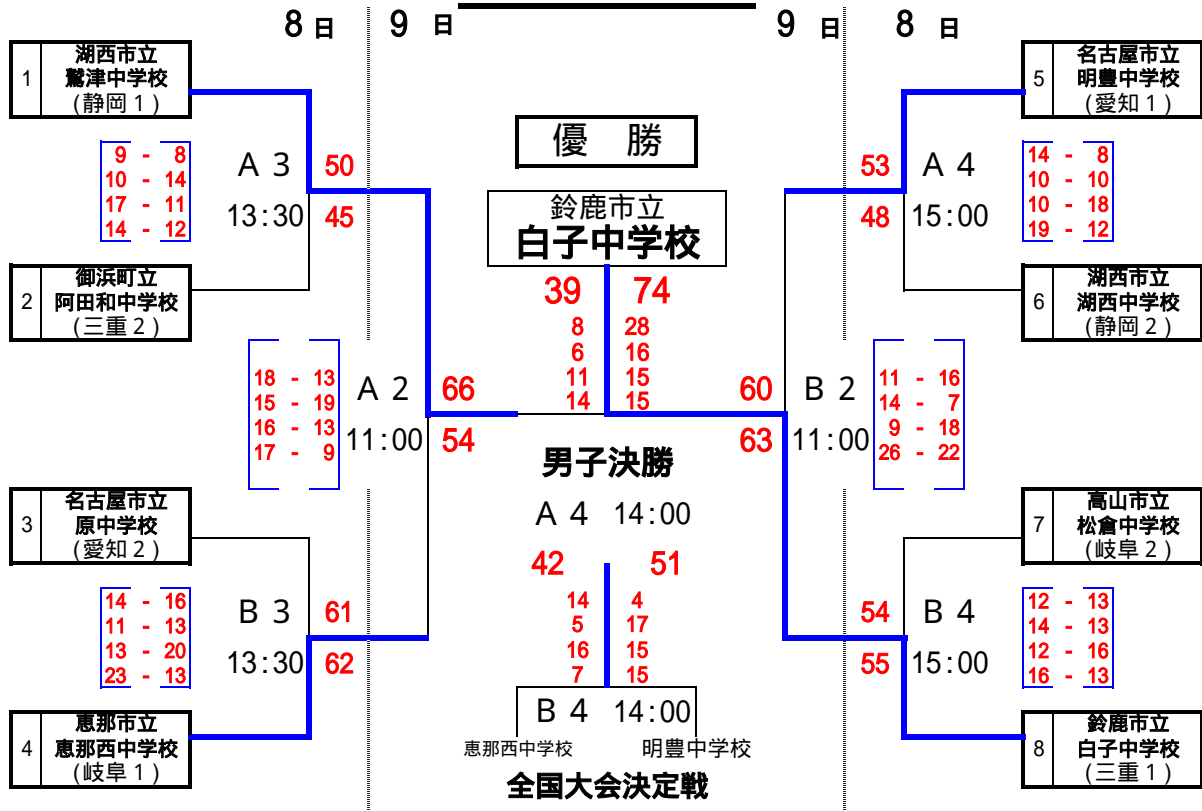 8 日
9 日
9 日
8 日
1
湖西市立
鷲津中学校
(静岡１)
9 - 8
10 - 14
17 - 11
14 - 12
A 3
13:30
50
45
2
御浜町立
阿田和中学校
(三重２)
18 - 13
15 - 19
16 - 13
17 - 9
A 2
11:00
66
54
3
名古屋市立
原中学校
(愛知２)
14 - 16
11 - 13
13 - 20
23 - 13
B 3
13:30
61
62
4
恵那市立
恵那西中学校
(岐阜１)
優　勝
鈴鹿市立
白子中学校
39 74
8 28
6 16
11 15
14 15
男子決勝
A 4 14:00
42 51
14 4
5 17
16 15
7 15
B 4 14:00
恵那西中学校 明豊中学校
全国大会決定戦
5
名古屋市立
明豊中学校
(愛知１)
53
48
A 4
15:00
14 - 8
10 - 10
10 - 18
19 - 12
6
湖西市立
湖西中学校
(静岡２)
60
63
B 2
11:00
11 - 16
14 - 7
9 - 18
26 - 22
7
高山市立
松倉中学校
(岐阜２)
54
55
B 4
15:00
12 - 13
14 - 13
12 - 16
16 - 13
8
鈴鹿市立
白子中学校
(三重１)